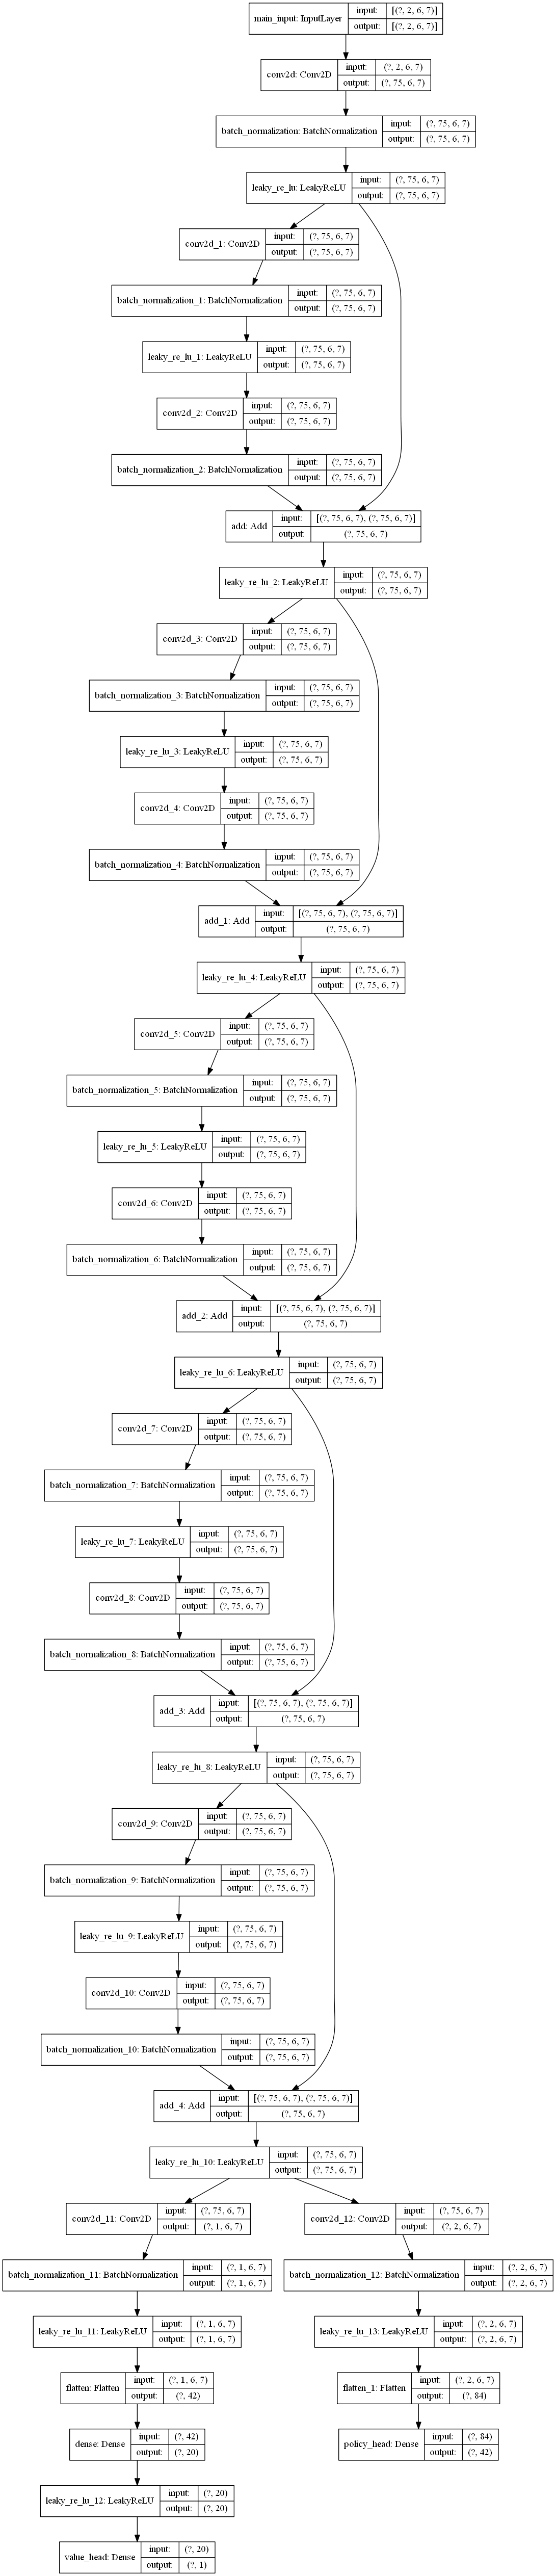 main_input: InputLayer
input: [(?, 2, 6, 7)]
output: [(?, 2, 6, 7)]
conv2d: Conv2D
input: (?, 2, 6, 7)
output: (?, 75, 6, 7)
batch_normalization: BatchNormalization
input: (?, 75, 6, 7)
output: (?, 75, 6, 7)
leaky_re_lu: LeakyReLU
input: (?, 75, 6, 7)
output: (?, 75, 6, 7)
conv2d_1: Conv2D
input: (?, 75, 6, 7)
output: (?, 75, 6, 7)
batch_normalization_1: BatchNormalization
input: (?, 75, 6, 7)
output: (?, 75, 6, 7)
leaky_re_lu_1: LeakyReLU
input: (?, 75, 6, 7)
output: (?, 75, 6, 7)
conv2d_2: Conv2D
input: (?, 75, 6, 7)
output: (?, 75, 6, 7)
batch_normalization_2: BatchNormalization
input: (?, 75, 6, 7)
output: (?, 75, 6, 7)
add: Add
input: [(?, 75, 6, 7), (?, 75, 6, 7)]
output: (?, 75, 6, 7)
leaky_re_lu_2: LeakyReLU
input: (?, 75, 6, 7)
output: (?, 75, 6, 7)
conv2d_3: Conv2D
input: (?, 75, 6, 7)
output: (?, 75, 6, 7)
batch_normalization_3: BatchNormalization
input: (?, 75, 6, 7)
output: (?, 75, 6, 7)
leaky_re_lu_3: LeakyReLU
input: (?, 75, 6, 7)
output: (?, 75, 6, 7)
conv2d_4: Conv2D
input: (?, 75, 6, 7)
output: (?, 75, 6, 7)
batch_normalization_4: BatchNormalization
input: (?, 75, 6, 7)
output: (?, 75, 6, 7)
add_1: Add
input: [(?, 75, 6, 7), (?, 75, 6, 7)]
output: (?, 75, 6, 7)
leaky_re_lu_4: LeakyReLU
input: (?, 75, 6, 7)
output: (?, 75, 6, 7)
conv2d_5: Conv2D
input: (?, 75, 6, 7)
output: (?, 75, 6, 7)
batch_normalization_5: BatchNormalization
input: (?, 75, 6, 7)
output: (?, 75, 6, 7)
leaky_re_lu_5: LeakyReLU
input: (?, 75, 6, 7)
output: (?, 75, 6, 7)
conv2d_6: Conv2D
input: (?, 75, 6, 7)
output: (?, 75, 6, 7)
batch_normalization_6: BatchNormalization
input: (?, 75, 6, 7)
output: (?, 75, 6, 7)
add_2: Add
input: [(?, 75, 6, 7), (?, 75, 6, 7)]
output: (?, 75, 6, 7)
leaky_re_lu_6: LeakyReLU
input: (?, 75, 6, 7)
output: (?, 75, 6, 7)
conv2d_7: Conv2D
input: (?, 75, 6, 7)
output: (?, 75, 6, 7)
batch_normalization_7: BatchNormalization
input: (?, 75, 6, 7)
output: (?, 75, 6, 7)
leaky_re_lu_7: LeakyReLU
input: (?, 75, 6, 7)
output: (?, 75, 6, 7)
conv2d_8: Conv2D
input: (?, 75, 6, 7)
output: (?, 75, 6, 7)
batch_normalization_8: BatchNormalization
input: (?, 75, 6, 7)
output: (?, 75, 6, 7)
add_3: Add
input: [(?, 75, 6, 7), (?, 75, 6, 7)]
output: (?, 75, 6, 7)
leaky_re_lu_8: LeakyReLU
input: (?, 75, 6, 7)
output: (?, 75, 6, 7)
conv2d_9: Conv2D
input: (?, 75, 6, 7)
output: (?, 75, 6, 7)
batch_normalization_9: BatchNormalization
input: (?, 75, 6, 7)
output: (?, 75, 6, 7)
leaky_re_lu_9: LeakyReLU
input: (?, 75, 6, 7)
output: (?, 75, 6, 7)
conv2d_10: Conv2D
input: (?, 75, 6, 7)
output: (?, 75, 6, 7)
batch_normalization_10: BatchNormalization
input: (?, 75, 6, 7)
output: (?, 75, 6, 7)
add_4: Add
input: [(?, 75, 6, 7), (?, 75, 6, 7)]
output: (?, 75, 6, 7)
leaky_re_lu_10: LeakyReLU
input: (?, 75, 6, 7)
output: (?, 75, 6, 7)
conv2d_11: Conv2D
input: (?, 75, 6, 7)
output: (?, 1, 6, 7)
conv2d_12: Conv2D
input: (?, 75, 6, 7)
output: (?, 2, 6, 7)
batch_normalization_11: BatchNormalization
input: (?, 1, 6, 7)
output: (?, 1, 6, 7)
batch_normalization_12: BatchNormalization
input: (?, 2, 6, 7)
output: (?, 2, 6, 7)
leaky_re_lu_11: LeakyReLU
input: (?, 1, 6, 7)
output: (?, 1, 6, 7)
leaky_re_lu_13: LeakyReLU
input: (?, 2, 6, 7)
output: (?, 2, 6, 7)
flatten: Flatten
input: (?, 1, 6, 7)
output: (?, 42)
flatten_1: Flatten
input: (?, 2, 6, 7)
output: (?, 84)
dense: Dense
input: (?, 42)
output: (?, 20)
policy_head: Dense
input: (?, 84)
output: (?, 42)
leaky_re_lu_12: LeakyReLU
input: (?, 20)
output: (?, 20)
value_head: Dense
input: (?, 20)
output: (?, 1)